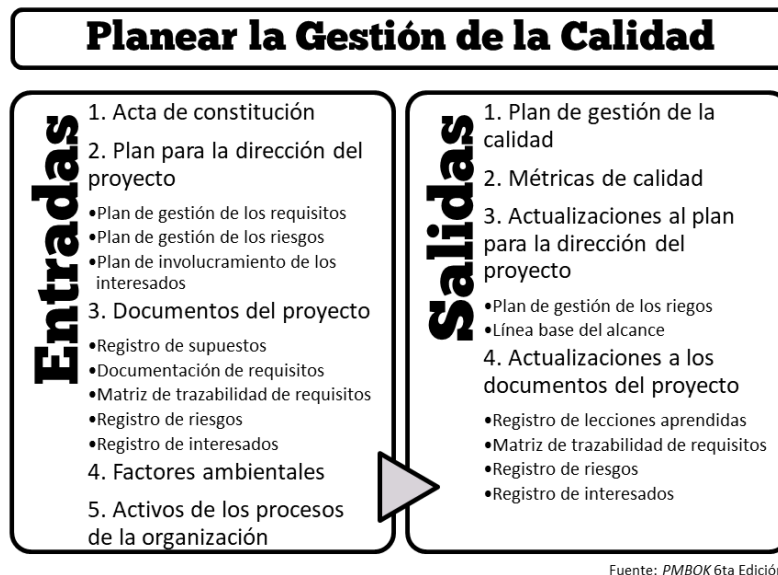 Planear la Gestión de la Calidad
Entradas
1. Acta de constitución
2. Plan para la dirección del
proyecto
•Plan de gestión de los requisitos
•Plan de gestión de los riesgos
•Plan de involucramiento de los
interesados
3. Documentos del proyecto
•Registro de supuestos
•Documentación de requisitos
•Matriz de trazabilidad de requisitos
•Registro de riesgos
•Registro de interesados
4. Factores ambientales
5. Activos de los procesos
de la organización
Salidas
1. Plan de gestión de la
calidad
2. Métricas de calidad
3. Actualizaciones al plan
para la dirección del
proyecto
•Plan de gestión de los riegos
•Línea base del alcance
4. Actualizaciones a los
documentos del proyecto
•Registro de lecciones aprendidas
•Matriz de trazabilidad de requisitos
•Registro de riesgos
•Registro de interesados
Fuente: PMBOK 6ta Edición